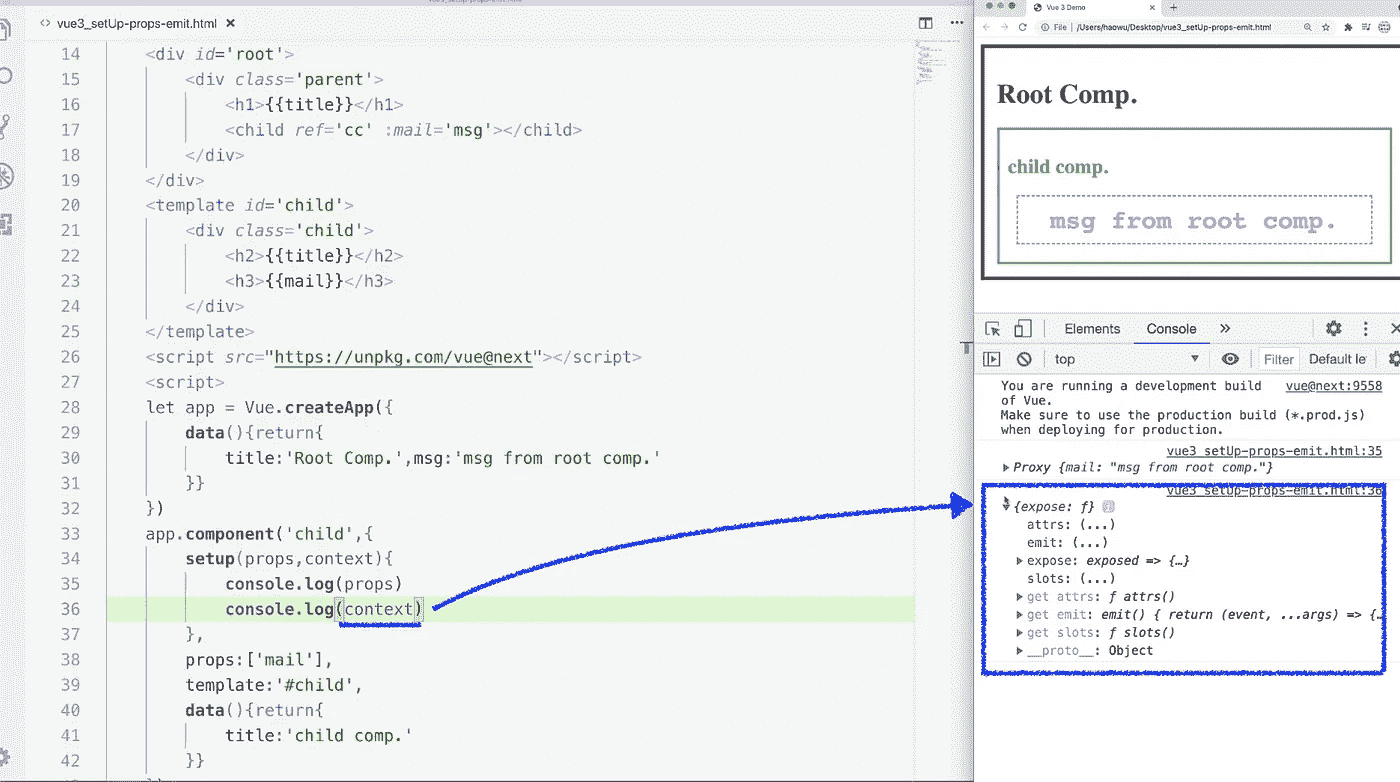 vue3_setUp-props-emit.html
14 <div id='root'>
15 <div class='parent'>
16 <h1>{{title}}</h1>
17 <child ref='cc' :mail='msg'></child>
18 </div>
19 </div>
20 <template id='child'>
21 <div class='child'>
22 <h2>{{title}}</h2>
23 <h3>{{mail}}</h3>
24 </div>
25 </template>
26 <script src="https://unpkg.com/vue@next"></script>
27 <script>
28 let app = Vue.createApp({
29 data(){return{
30 title:'Root Comp.',msg:'msg from root comp.'
31 }}
32 })
33 app.component('child',{
34 setup(props,context){
35 console.log(props)
36 console.log(context)
37 },
38 props:['mail'],
39 template:'#child',
40 data(){return{
41 title:'child comp.'
42 }}
Vue 3 Demo
File | /Users/haowu/Desktop/vue3_setUp-props-emit.html
Root Comp.
child comp.
msg from root comp.
Elements Console »
top Filter Default le
You are running a development build vue@next:9558
of Vue.
Make sure to use the production build (*.prod.js)
when deploying for production.
vue3 setUp-props-emit.html:35
Proxy {mail: "msg from root comp."}
vue3 setUp-props-emit.html:36
{expose: ƒ}
attrs: (...)
emit: (...)
expose: exposed => {…}
slots: (...)
get attrs: ƒ attrs()
get emit: emit() { return (event, ...args) => {…
get slots: ƒ slots()
__proto__: Object